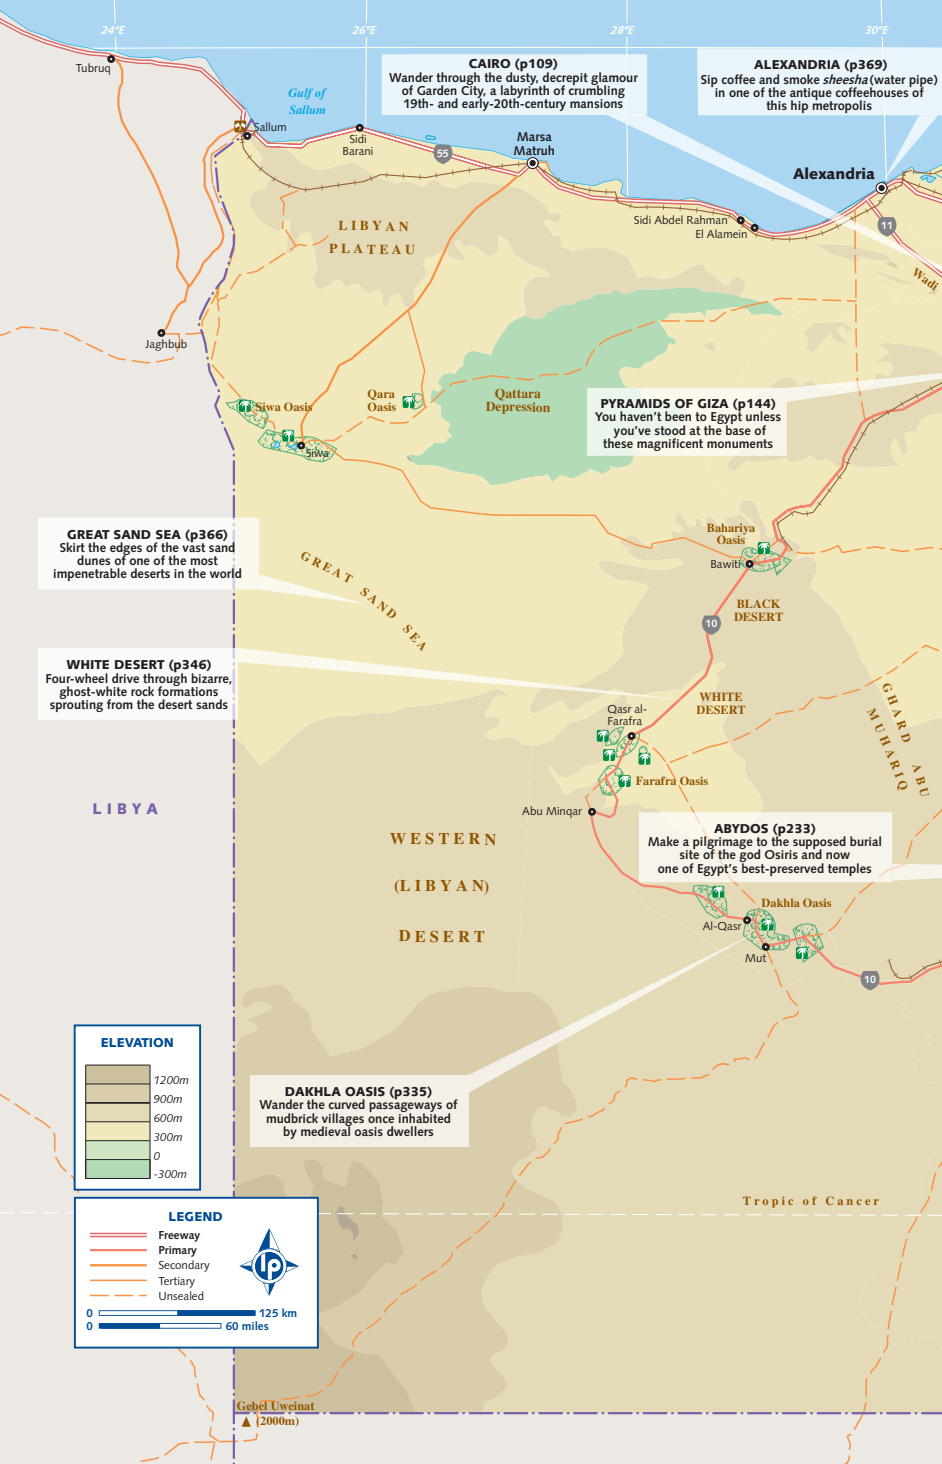 24°E
26°E
28°E
30°E
Tubruq
Gulf of
Sallum
CAIRO (p109)
Wander through the dusty, decrepit glamour
of Garden City, a labyrinth of crumbling
19th- and early-20th-century mansions
ALEXANDRIA (p369)
Sip coffee and smoke sheesha (water pipe)
in one of the antique coffeehouses of
this hip metropolis
Sallum
Sidi
Barani
55
Marsa
Matruh
Alexandria
Sidi Abdel Rahman
El Alamein
11
Wadi
LIBYAN
PLATEAU
Jaghbub
Siwa Oasis
Siwa
Qara
Oasis
Qattara
Depression
PYRAMIDS OF GIZA (p144)
You haven't been to Egypt unless
you've stood at the base of
these magnificent monuments
GREAT SAND SEA (p366)
Skirt the edges of the vast sand
dunes of one of the most
impenetrable deserts in the world
GREAT SAND SEA
Bahariya
Oasis
Bawiti
BLACK
DESERT
10
WHITE DESERT (p346)
Four-wheel drive through bizarre,
ghost-white rock formations
sprouting from the desert sands
WHITE
DESERT
GHARD ABU
MUHARIQ
Qasr al-
Farafra
Farafra Oasis
Abu Minqar
LIBYA
WESTERN
(LIBYAN)
DESERT
ABYDOS (p233)
Make a pilgrimage to the supposed burial
site of the god Osiris and now
one of Egypt's best-preserved temples
Dakhla Oasis
Al-Qasr
Mut
10
DAKHLA OASIS (p335)
Wander the curved passageways of
mudbrick villages once inhabited
by medieval oasis dwellers
ELEVATION
1200m
900m
600m
300m
0
-300m
Tropic of Cancer
LEGEND
Freeway
Primary
Secondary
Tertiary
Unsealed
lp
0 125 km
0 60 miles
Gebel Uweinat
(2000m)